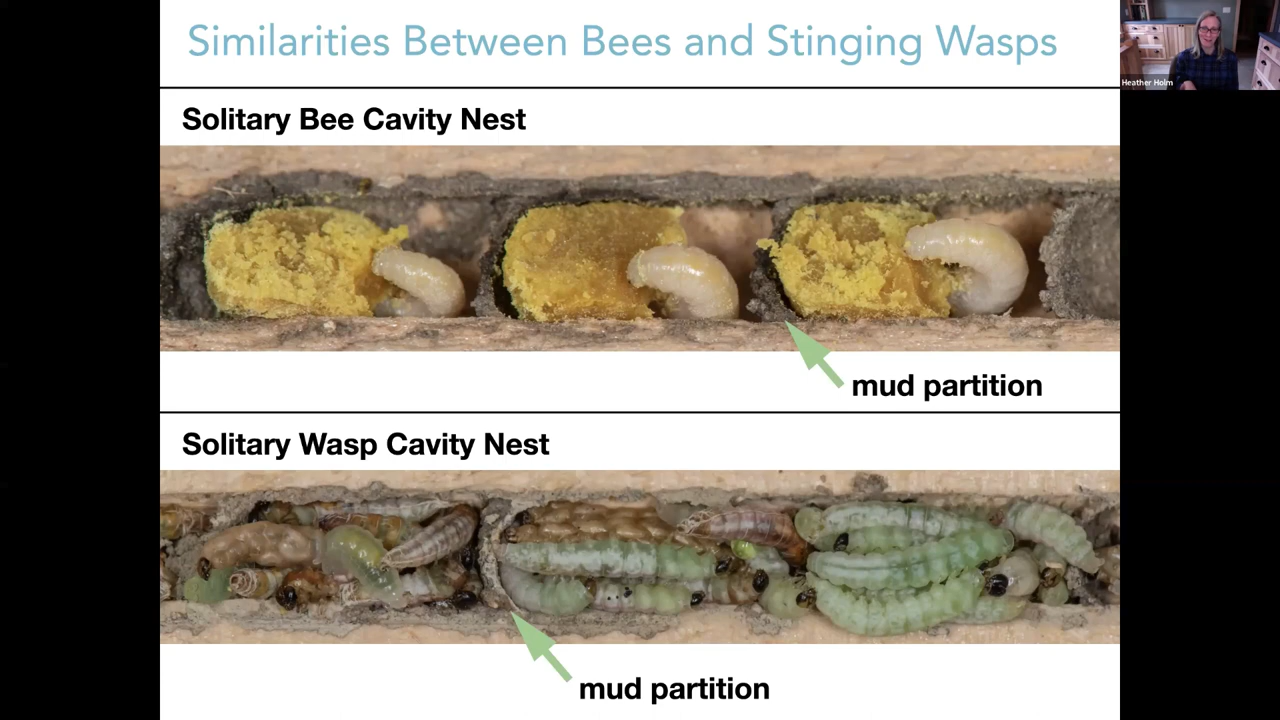 Similarities Between Bees and Stinging Wasps
Heather Holm
Solitary Bee Cavity Nest
mud partition
Solitary Wasp Cavity Nest
mud partition